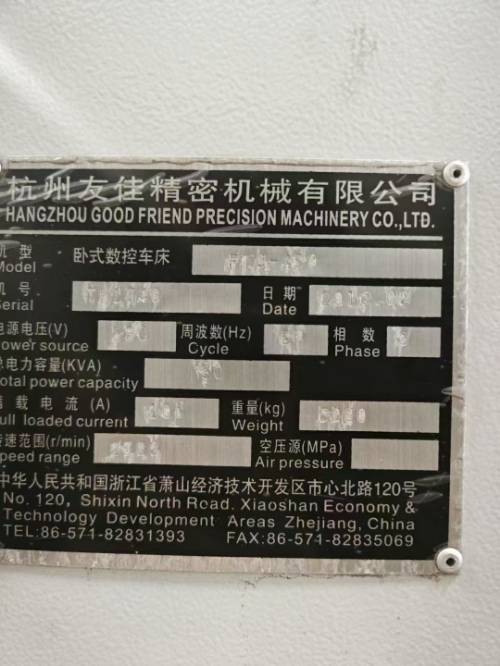 杭州友佳精密机械有限公司
HANGZHOU GOOD FRIEND PRECISION MACHINERY CO.,LTD.
机型 卧式数控车床
Model
机号 日期
Serial Date
电源电压(V) 周波数(Hz) 相数
Power source Cycle Phase
总电力容量(KVA)
Total power capacity
满载电流(A) 重量(kg)
Full loaded current Weight
转速范围(r/min) 空压源(MPa)
Speed range Air pressure
中华人民共和国浙江省萧山经济技术开发区市心北路120号
No. 120, Shixin North Road. Xiaoshan Economy &
Technology Development Areas Zhejiang, China
TEL:86-571-82831393 FAX:86-571-82835069